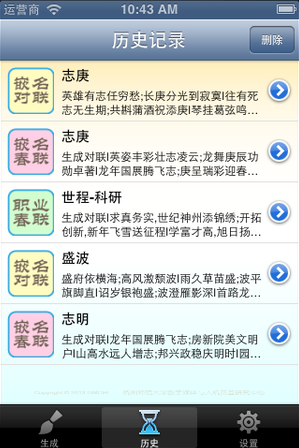 运营商 10:43 AM
历史记录
删除
嵌名
对联
志庚
英雄有志任穷愁;长庚分光到寂寞|往有死
志无生期;共斟蒲酒祝添庚|琴挂葛弦鸣…
嵌名
春联
志庚
生成对联|英姿丰彩壮志凌云;龙舞庚辰功
勋卓著|龙年国展腾飞志;庚呈瑞彩迎春…
职业
春联
世程-科研
生成对联|求真务实,世纪神州添锦绣;开拓
创新,新年飞雪送征程|学富才高,旭日扬…
嵌名
对联
盛波
盛府依横海;高风激颓波|雨久草苗盛;波平
旗脚直|诏岁银袍盛;波澄雁影深|首路龙…
嵌名
春联
志明
生成对联|龙年国展腾飞志;房新院美文明
户|山高水远人增志;邦兴政稳庆明时|园…
生成
历史
设置